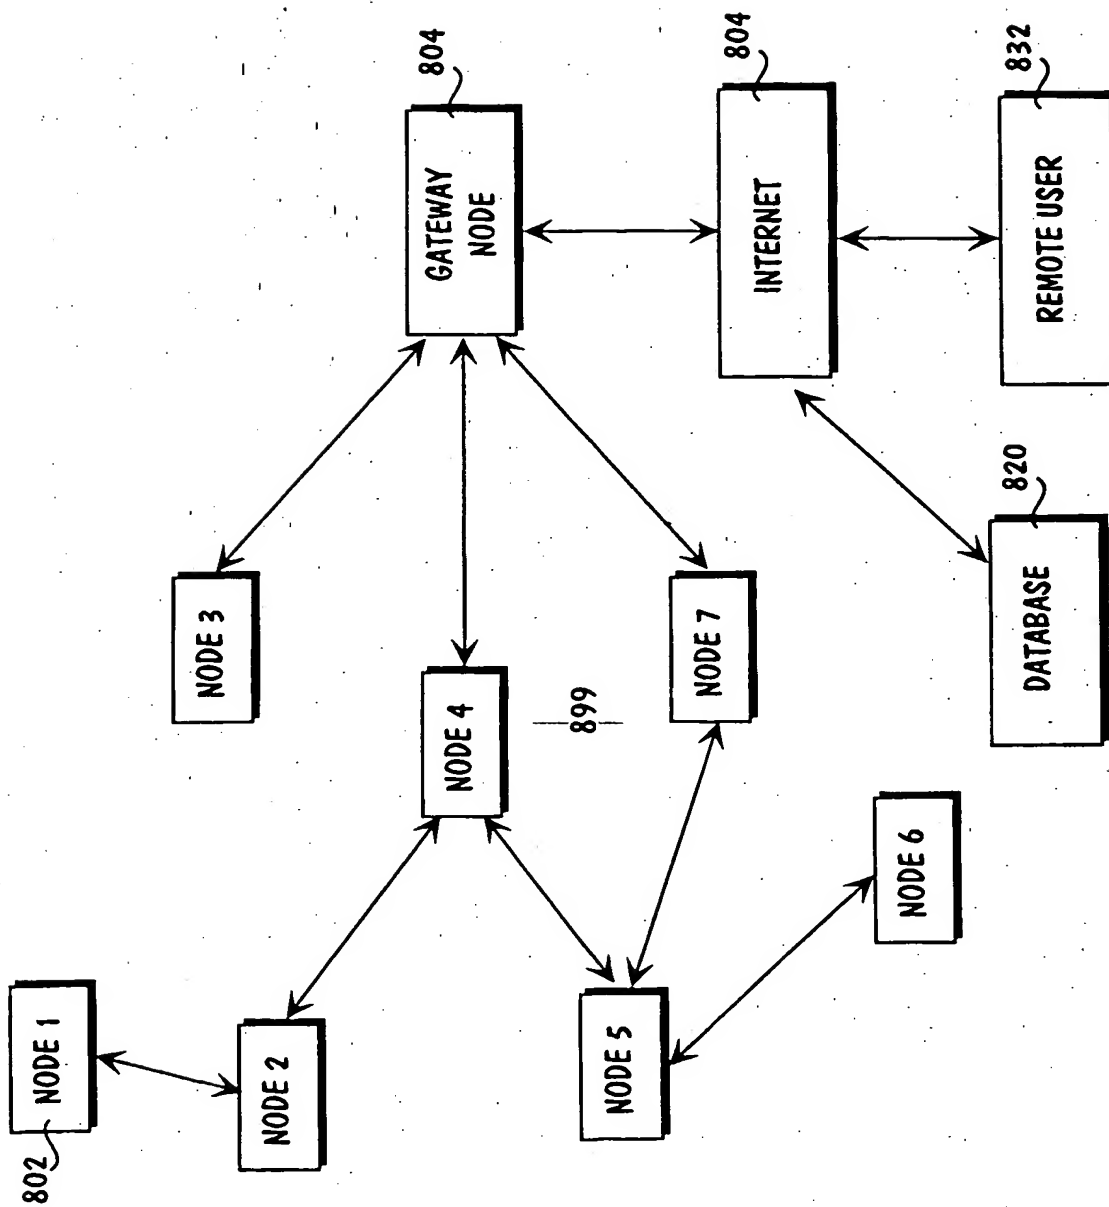 802
NODE 1
NODE 3
NODE 2
804
GATEWAY
NODE
NODE 4
899
NODE 5
NODE 7
804
INTERNET
NODE 6
820
832
DATABASE
REMOTE USER